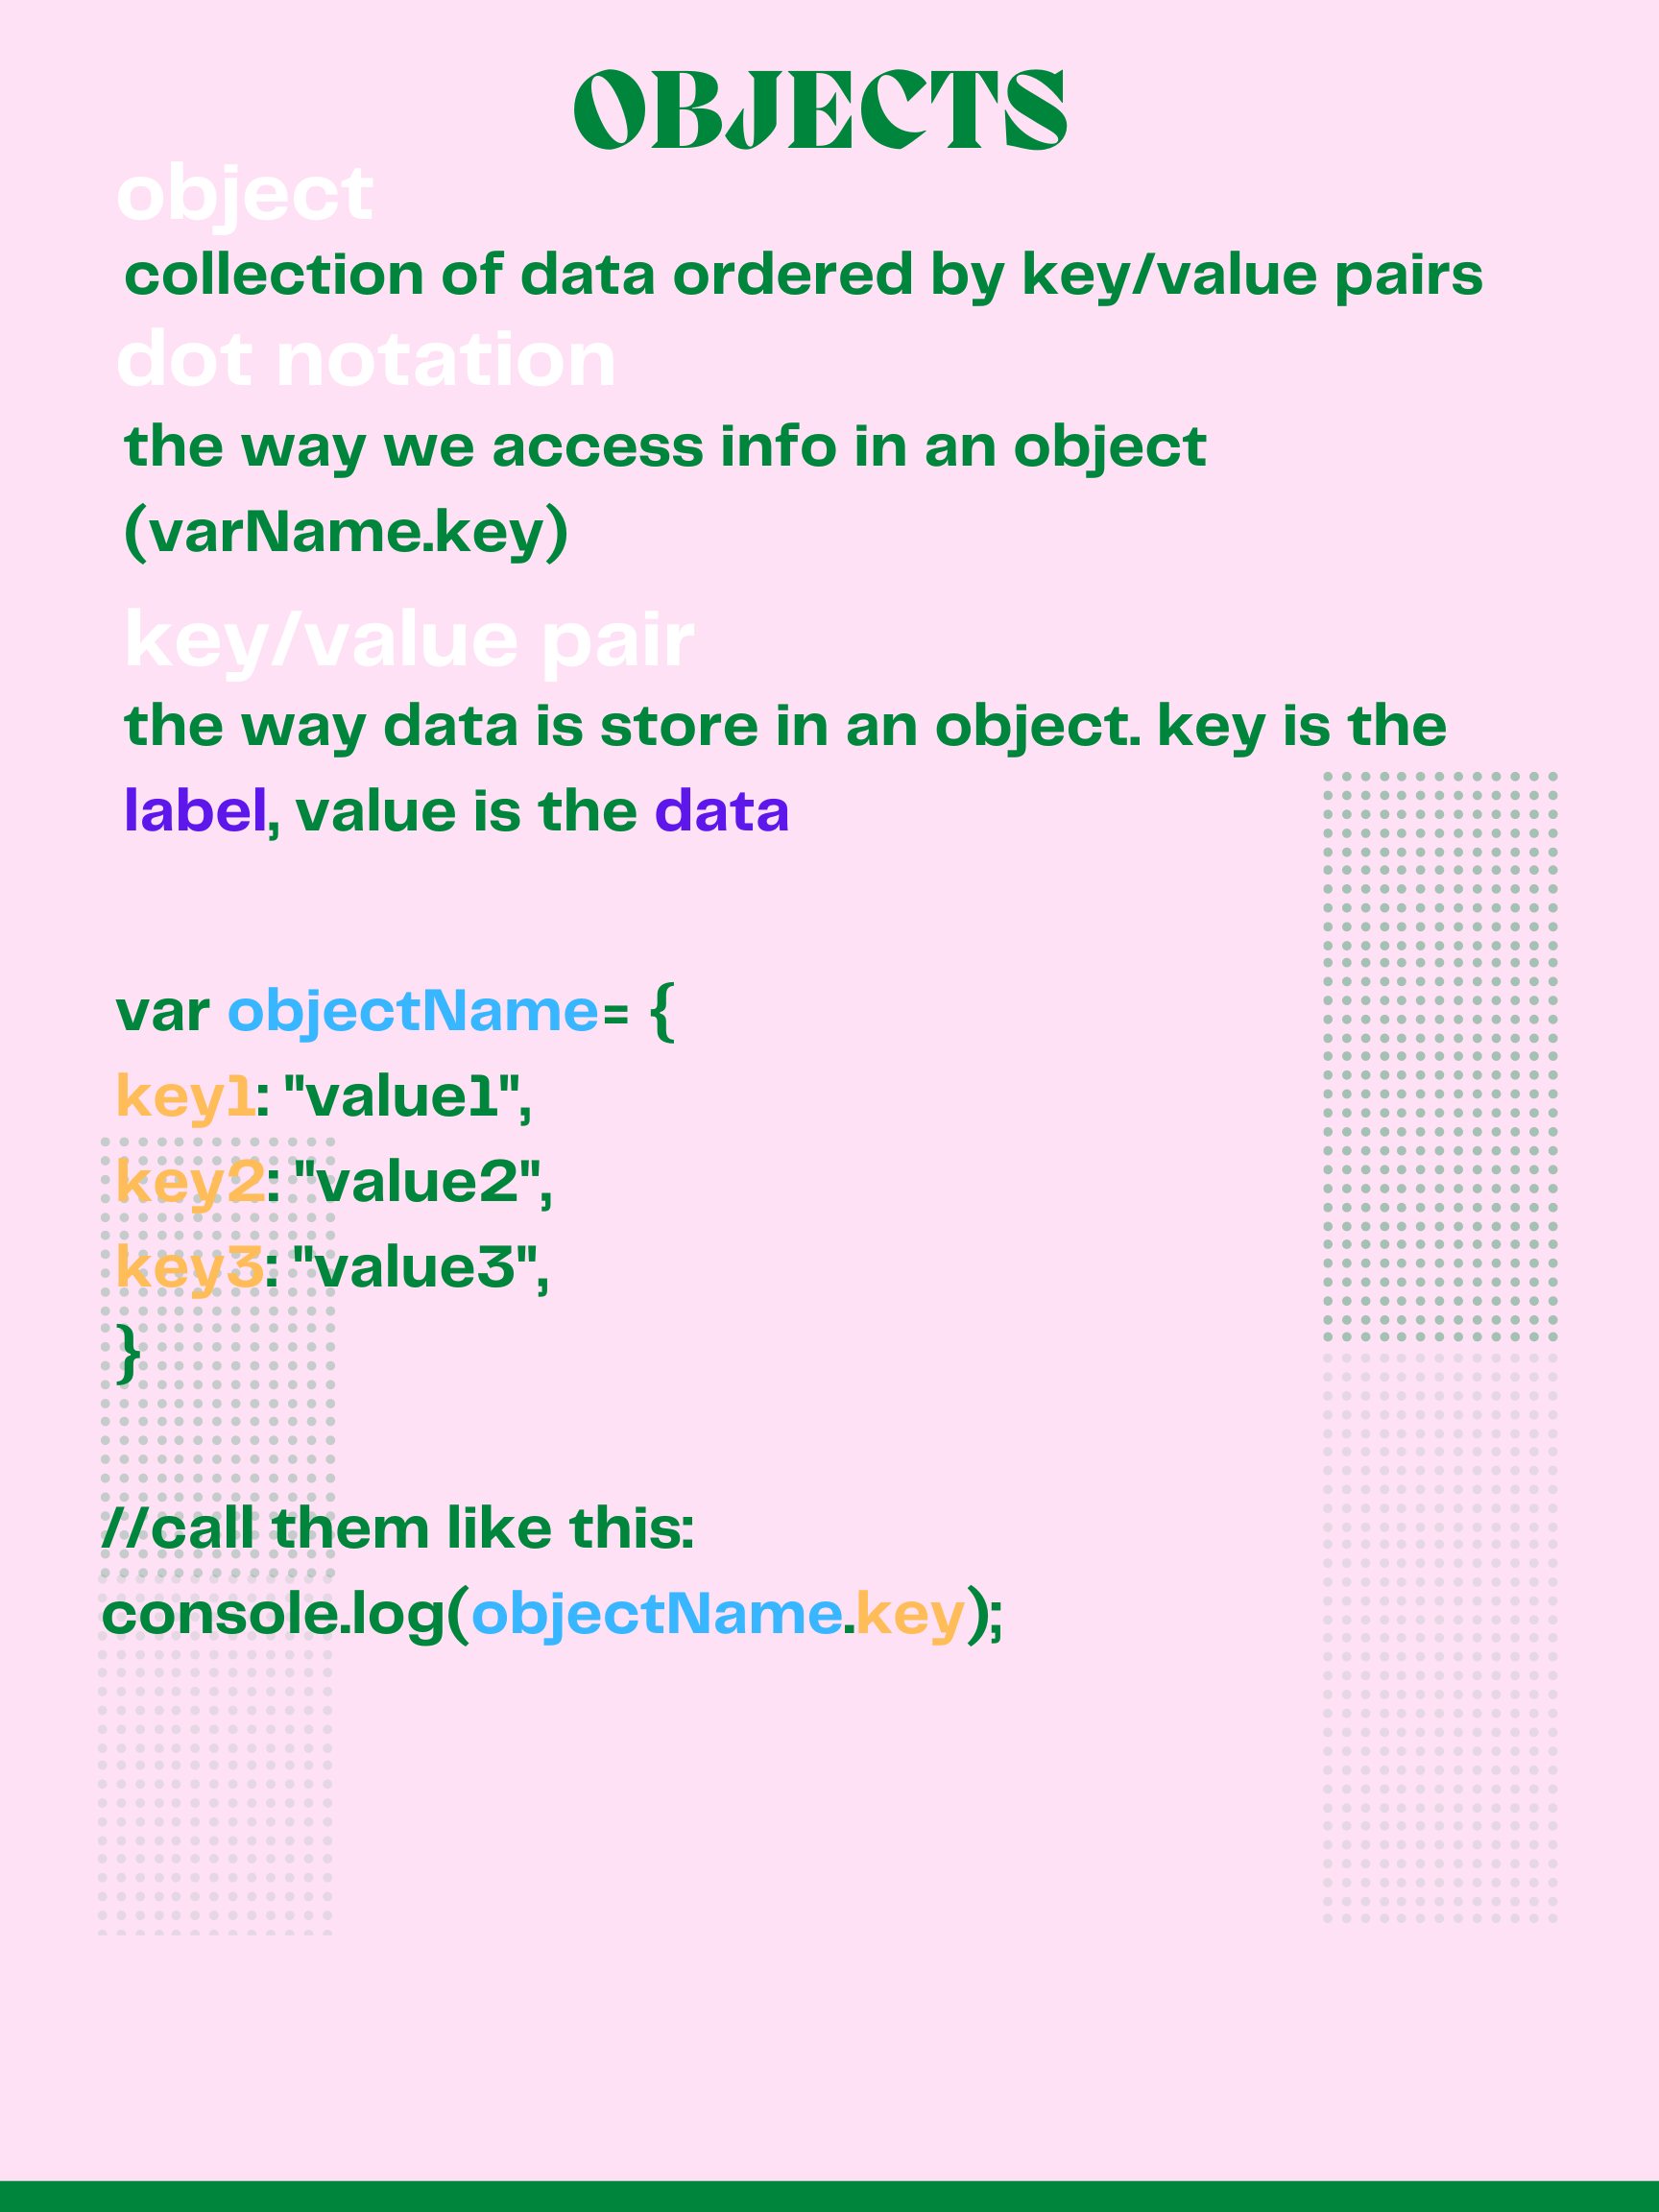 OBJECTS
object
collection of data ordered by key/value pairs
dot notation
the way we access info in an object
(varName.key)
key/value pair
the way data is store in an object. key is the
label, value is the data
var objectName= {
key1: "value1",
key2: "value2",
key3: "value3",
}
//call them like this:
console.log(objectName.key);